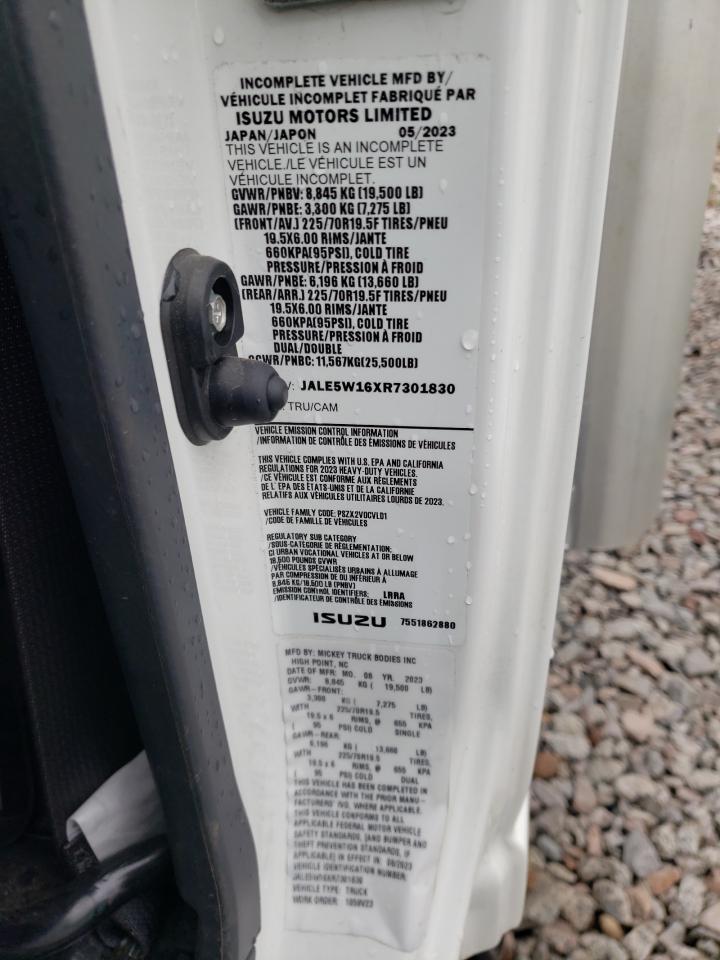 INCOMPLETE VEHICLE MFD BY/
VÉHICULE INCOMPLET FABRIQUÉ PAR
ISUZU MOTORS LIMITED
JAPAN/JAPON 05/2023
THIS VEHICLE IS AN INCOMPLETE
VEHICLE./LE VÉHICULE EST UN
VÉHICULE INCOMPLET.
GVWR/PNBV: 8,845 KG (19,500 LB)
GAWR/PNBE: 3,300 KG (7,275 LB)
(FRONT/AV.) 225/70R19.5F TIRES/PNEU
19.5X6.00 RIMS/JANTE
660KPA(95PSI), COLD TIRE
PRESSURE/PRESSION À FROID
GAWR/PNBE: 6,196 KG (13,660 LB)
(REAR/ARR.) 225/70R19.5F TIRES/PNEU
19.5X6.00 RIMS/JANTE
660KPA(95PSI), COLD TIRE
PRESSURE/PRESSION À FROID
DUAL/DOUBLE
GCWR/PNBC: 11,567KG(25,500LB)
JALE5W16XR7301830
: TRU/CAM
VEHICLE EMISSION CONTROL INFORMATION
/INFORMATION DE CONTRÔLE DES ÉMISSIONS DE VÉHICULES
THIS VEHICLE COMPLIES WITH U.S. EPA AND CALIFORNIA
REGULATIONS FOR 2023 HEAVY-DUTY VEHICLES.
/CE VÉHICULE EST CONFORME AUX RÈGLEMENTS
DE L' EPA DES ÉTATS-UNIS ET DE LA CALIFORNIE
RELATIFS AUX VÉHICULES UTILITAIRES LOURDS DE 2023.
VEHICLE FAMILY CODE: PSZX2VOCVLD1
/CODE DE FAMILLE DE VÉHICULES
REGULATORY SUB CATEGORY
/SOUS-CATÉGORIE DE RÉGLEMENTATION:
CI URBAN VOCATIONAL VEHICLES AT OR BELOW
19,500 POUNDS GVWR
/VÉHICULES SPÉCIALISÉS URBAINS À ALLUMAGE
PAR COMPRESSION DE OU INFÉRIEUR À
8,846 KG/19,500 LB (PNBV)
EMISSION CONTROL IDENTIFIERS: LRRA
/IDENTIFICATEUR DE CONTRÔLE DES ÉMISSIONS
ISUZU 7551862880
MFD BY: MICKEY TRUCK BODIES INC
HIGH POINT, NC
DATE OF MFR: MO. 08 YR. 2023
GVWR: 8,845 KG ( 19,500 LB)
GAWR-FRONT:
3,300 KG ( 7,275 LB)
WITH 225/70R19.5 TIRES,
19.5 x 6 RIMS, @ 655 KPA
( 95 PSI) COLD SINGLE
GAWR-REAR:
6,196 KG ( 13,660 LB)
WITH 225/70R19.5 TIRES,
19.5 x 6 RIMS, @ 655 KPA
( 95 PSI) COLD DUAL
THIS VEHICLE HAS BEEN COMPLETED IN
ACCORDANCE WITH THE PRIOR MANU-
FACTURERS' IVD, WHERE APPLICABLE.
THIS VEHICLE CONFORMS TO ALL
APPLICABLE FEDERAL MOTOR VEHICLE
SAFETY STANDARDS, [AND BUMPER AND
THEFT PREVENTION STANDARDS, IF
APPLICABLE] IN EFFECT IN: 08/2023
VEHICLE IDENTIFICATION NUMBER:
JALE5W16XR7301830
VEHICLE TYPE: TRUCK
WORK ORDER: